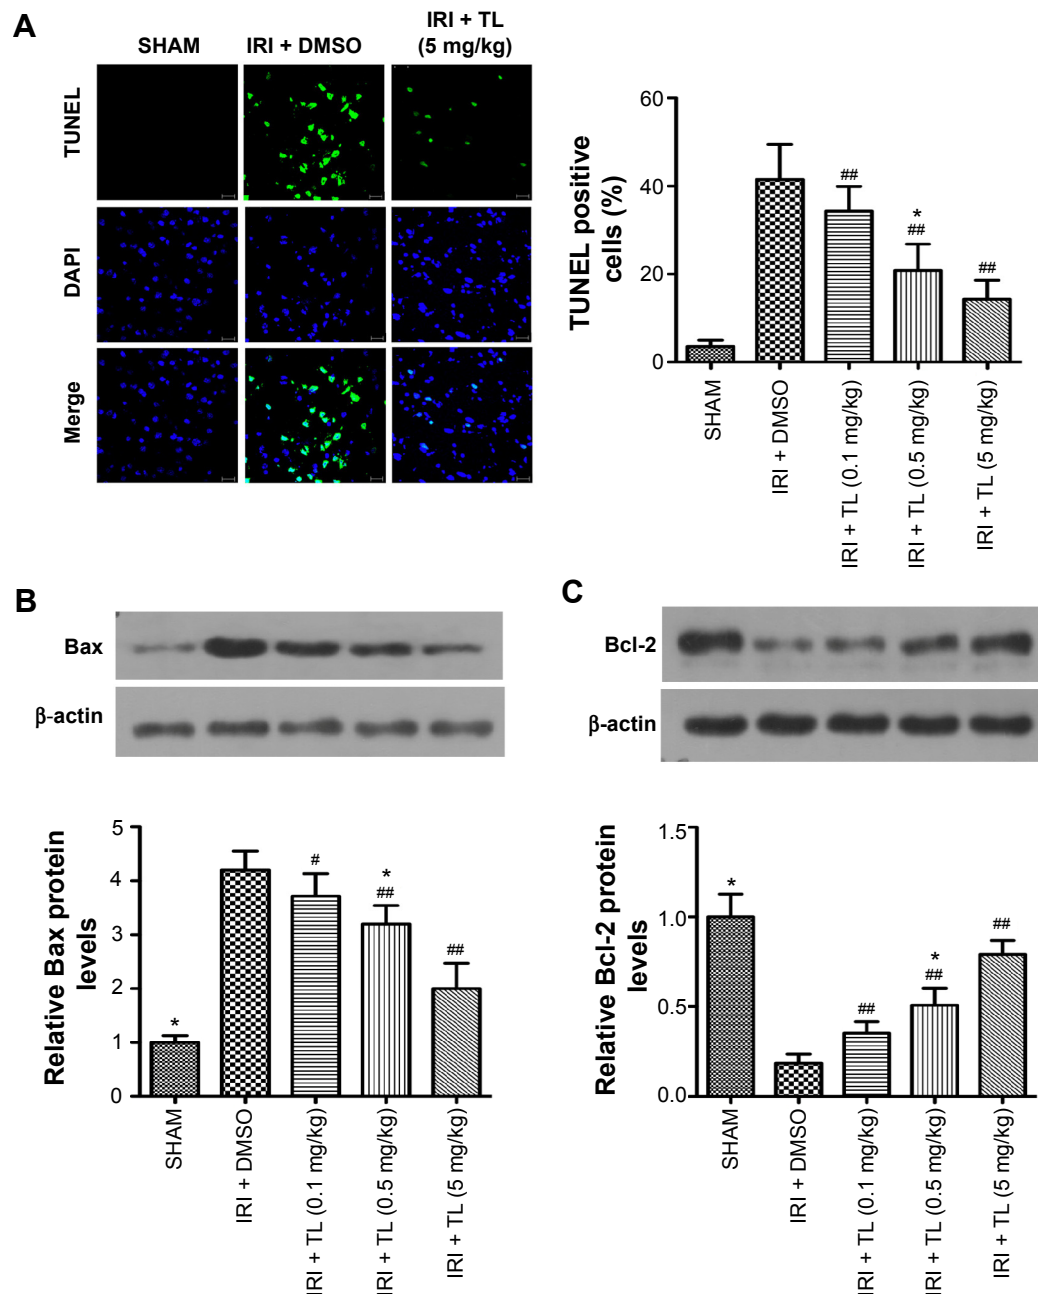 A
SHAM
IRI + DMSO
IRI + TL
(5 mg/kg)
TUNEL
DAPI
Merge
TUNEL positive
cells (%)
60
40
20
0
##
*
##
##
SHAM
IRI + DMSO
IRI + TL (0.1 mg/kg)
IRI + TL (0.5 mg/kg)
IRI + TL (5 mg/kg)
B
Bax
β-actin
Relative Bax protein
levels
5
4
3
2
1
0
*
#
*
##
##
SHAM
IRI + DMSO
IRI + TL (0.1 mg/kg)
IRI + TL (0.5 mg/kg)
IRI + TL (5 mg/kg)
C
Bcl-2
β-actin
Relative Bcl-2 protein
levels
1.5
1.0
0.5
0.0
*
##
*
##
##
SHAM
IRI + DMSO
IRI + TL (0.1 mg/kg)
IRI + TL (0.5 mg/kg)
IRI + TL (5 mg/kg)